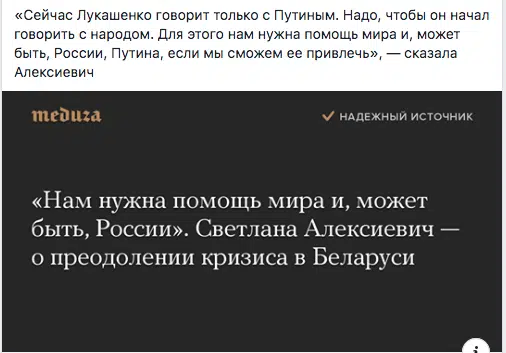 «Сейчас Лукашенко говорит только с Путиным. Надо, чтобы он начал
говорить с народом. Для этого нам нужна помощь мира и, может
быть, России, Путина, если мы сможем ее привлечь», — сказала
Алексиевич
meduza
НАДЕЖНЫЙ ИСТОЧНИК
«Нам нужна помощь мира и, может
быть, России». Светлана Алексиевич —
о преодолении кризиса в Беларуси
i